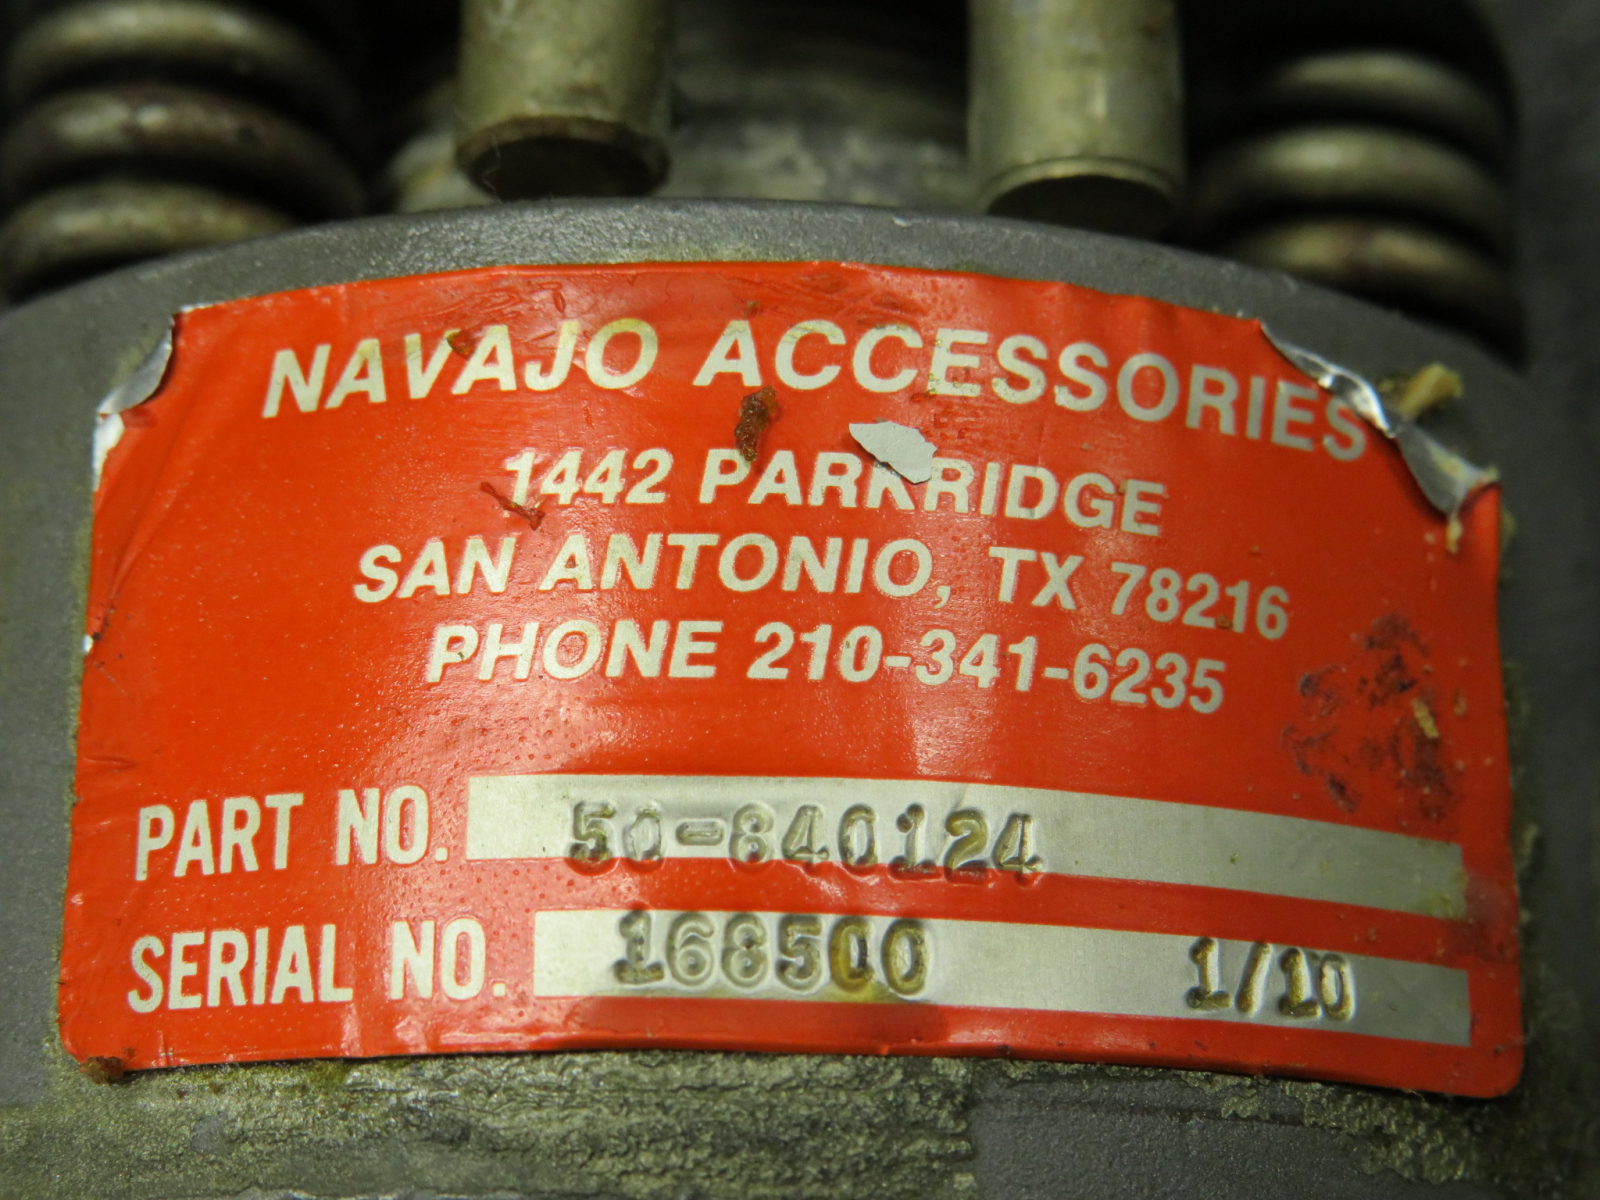 NAVAJO ACCESSORIES
1442 PARKRIDGE
SAN ANTONIO, TX 78216
PHONE 210-341-6235
PART NO. 50-840124
SERIAL NO. 168500 1/10